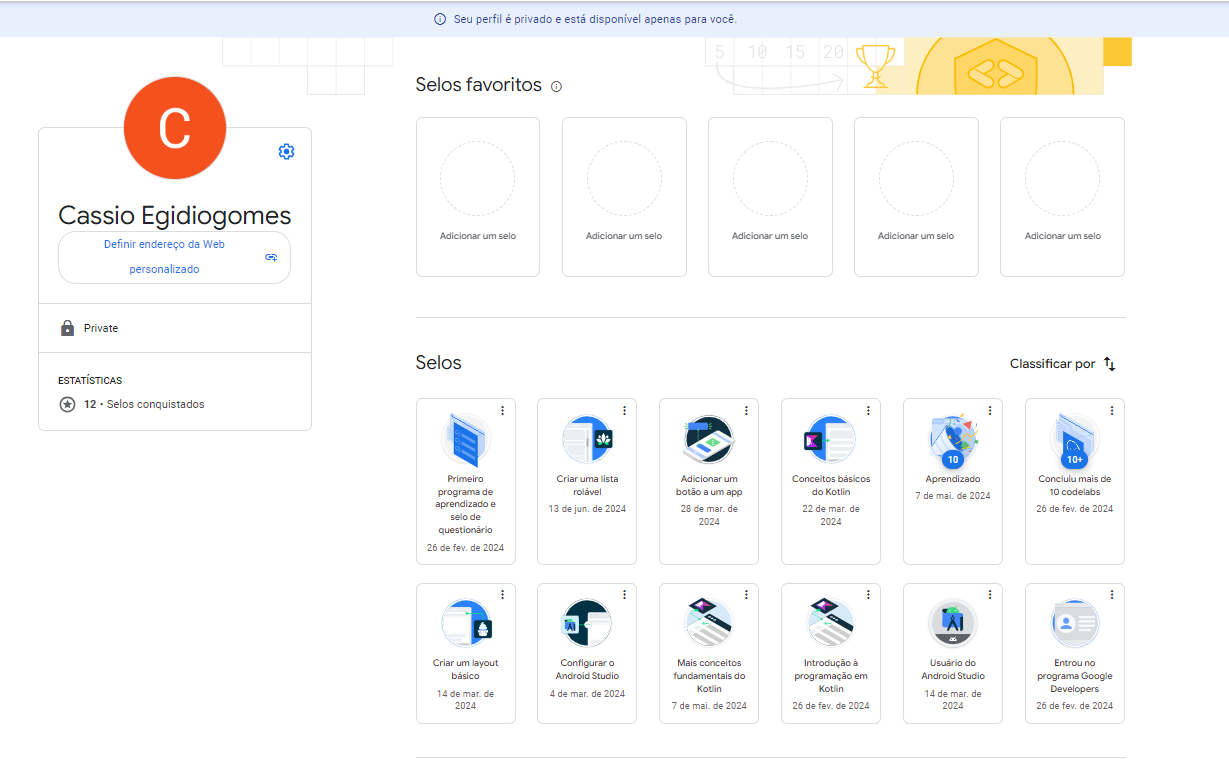 Seu perfil é privado e está disponível apenas para você.
5 10 15 20
Selos favoritos
C
Cassio Egidiogomes
Definir endereço da Web
personalizado
Private
ESTATÍSTICAS
12 • Selos conquistados
Adicionar um selo
Adicionar um selo
Adicionar um selo
Adicionar um selo
Adicionar um selo
Selos
Classificar por
Primeiro
programa de
aprendizado e
selo de
questionário
26 de fev. de 2024
Criar uma lista
rolável
13 de jun. de 2024
Adicionar um
botão a um app
28 de mar. de
2024
Conceitos básicos
do Kotlin
22 de mar. de
2024
10
Aprendizado
7 de mai. de 2024
10+
Concluiu mais de
10 codelabs
26 de fev. de 2024
Criar um layout
básico
14 de mar. de
2024
Configurar o
Android Studio
4 de mar. de 2024
Mais conceitos
fundamentais do
Kotlin
7 de mai. de 2024
Introdução à
programação em
Kotlin
26 de fev. de 2024
Usuário do
Android Studio
14 de mar. de
2024
Entrou no
programa Google
Developers
26 de fev. de 2024